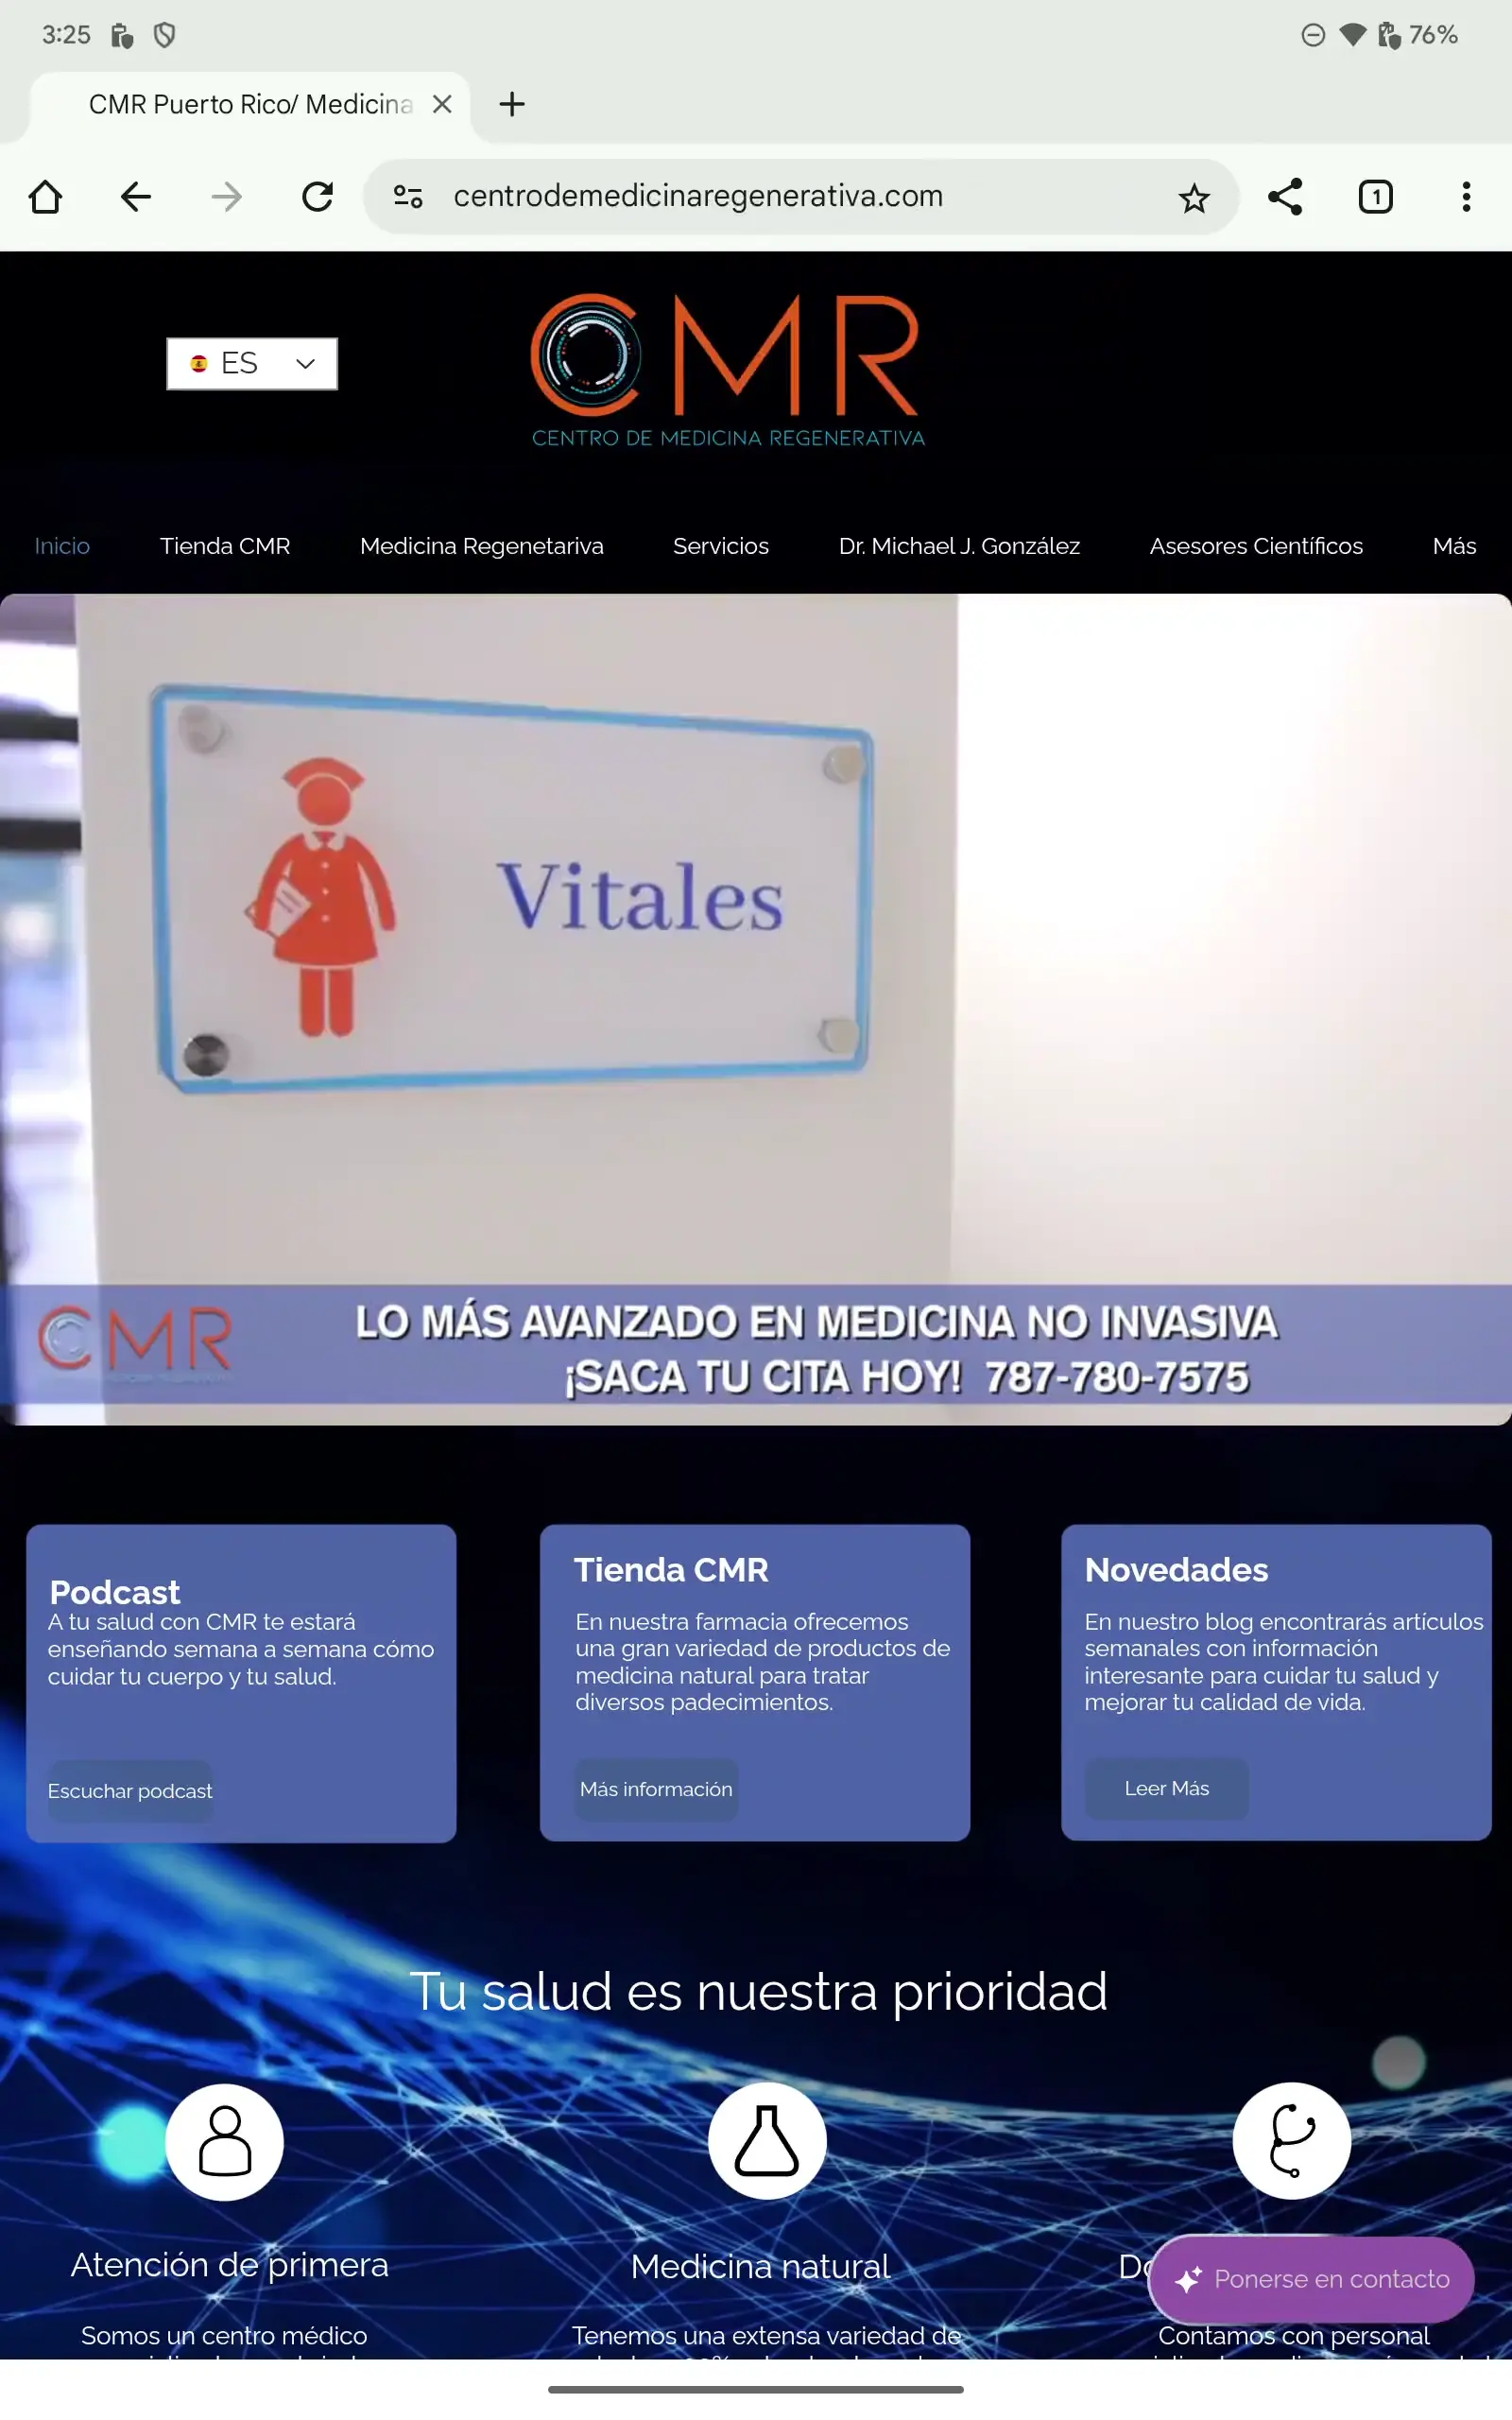 3:25
76%
CMR Puerto Rico/ Medicina
centrodemedicinaregenerativa.com
1
ES
CMR
CENTRO DE MEDICINA REGENERATIVA
Inicio
Tienda CMR
Medicina Regenetariva
Servicios
Dr. Michael J. González
Asesores Científicos
Más
Vitales
CMR
LO MÁS AVANZADO EN MEDICINA NO INVASIVA
¡SACA TU CITA HOY! 787-780-7575
Podcast
A tu salud con CMR te estará
enseñando semana a semana cómo
cuidar tu cuerpo y tu salud.
Escuchar podcast
Tienda CMR
En nuestra farmacia ofrecemos
una gran variedad de productos de
medicina natural para tratar
diversos padecimientos.
Más información
Novedades
En nuestro blog encontrarás artículos
semanales con información
interesante para cuidar tu salud y
mejorar tu calidad de vida.
Leer Más
Tu salud es nuestra prioridad
Atención de primera
Somos un centro médico
Medicina natural
Tenemos una extensa variedad de
Ponerse en contacto
Contamos con personal